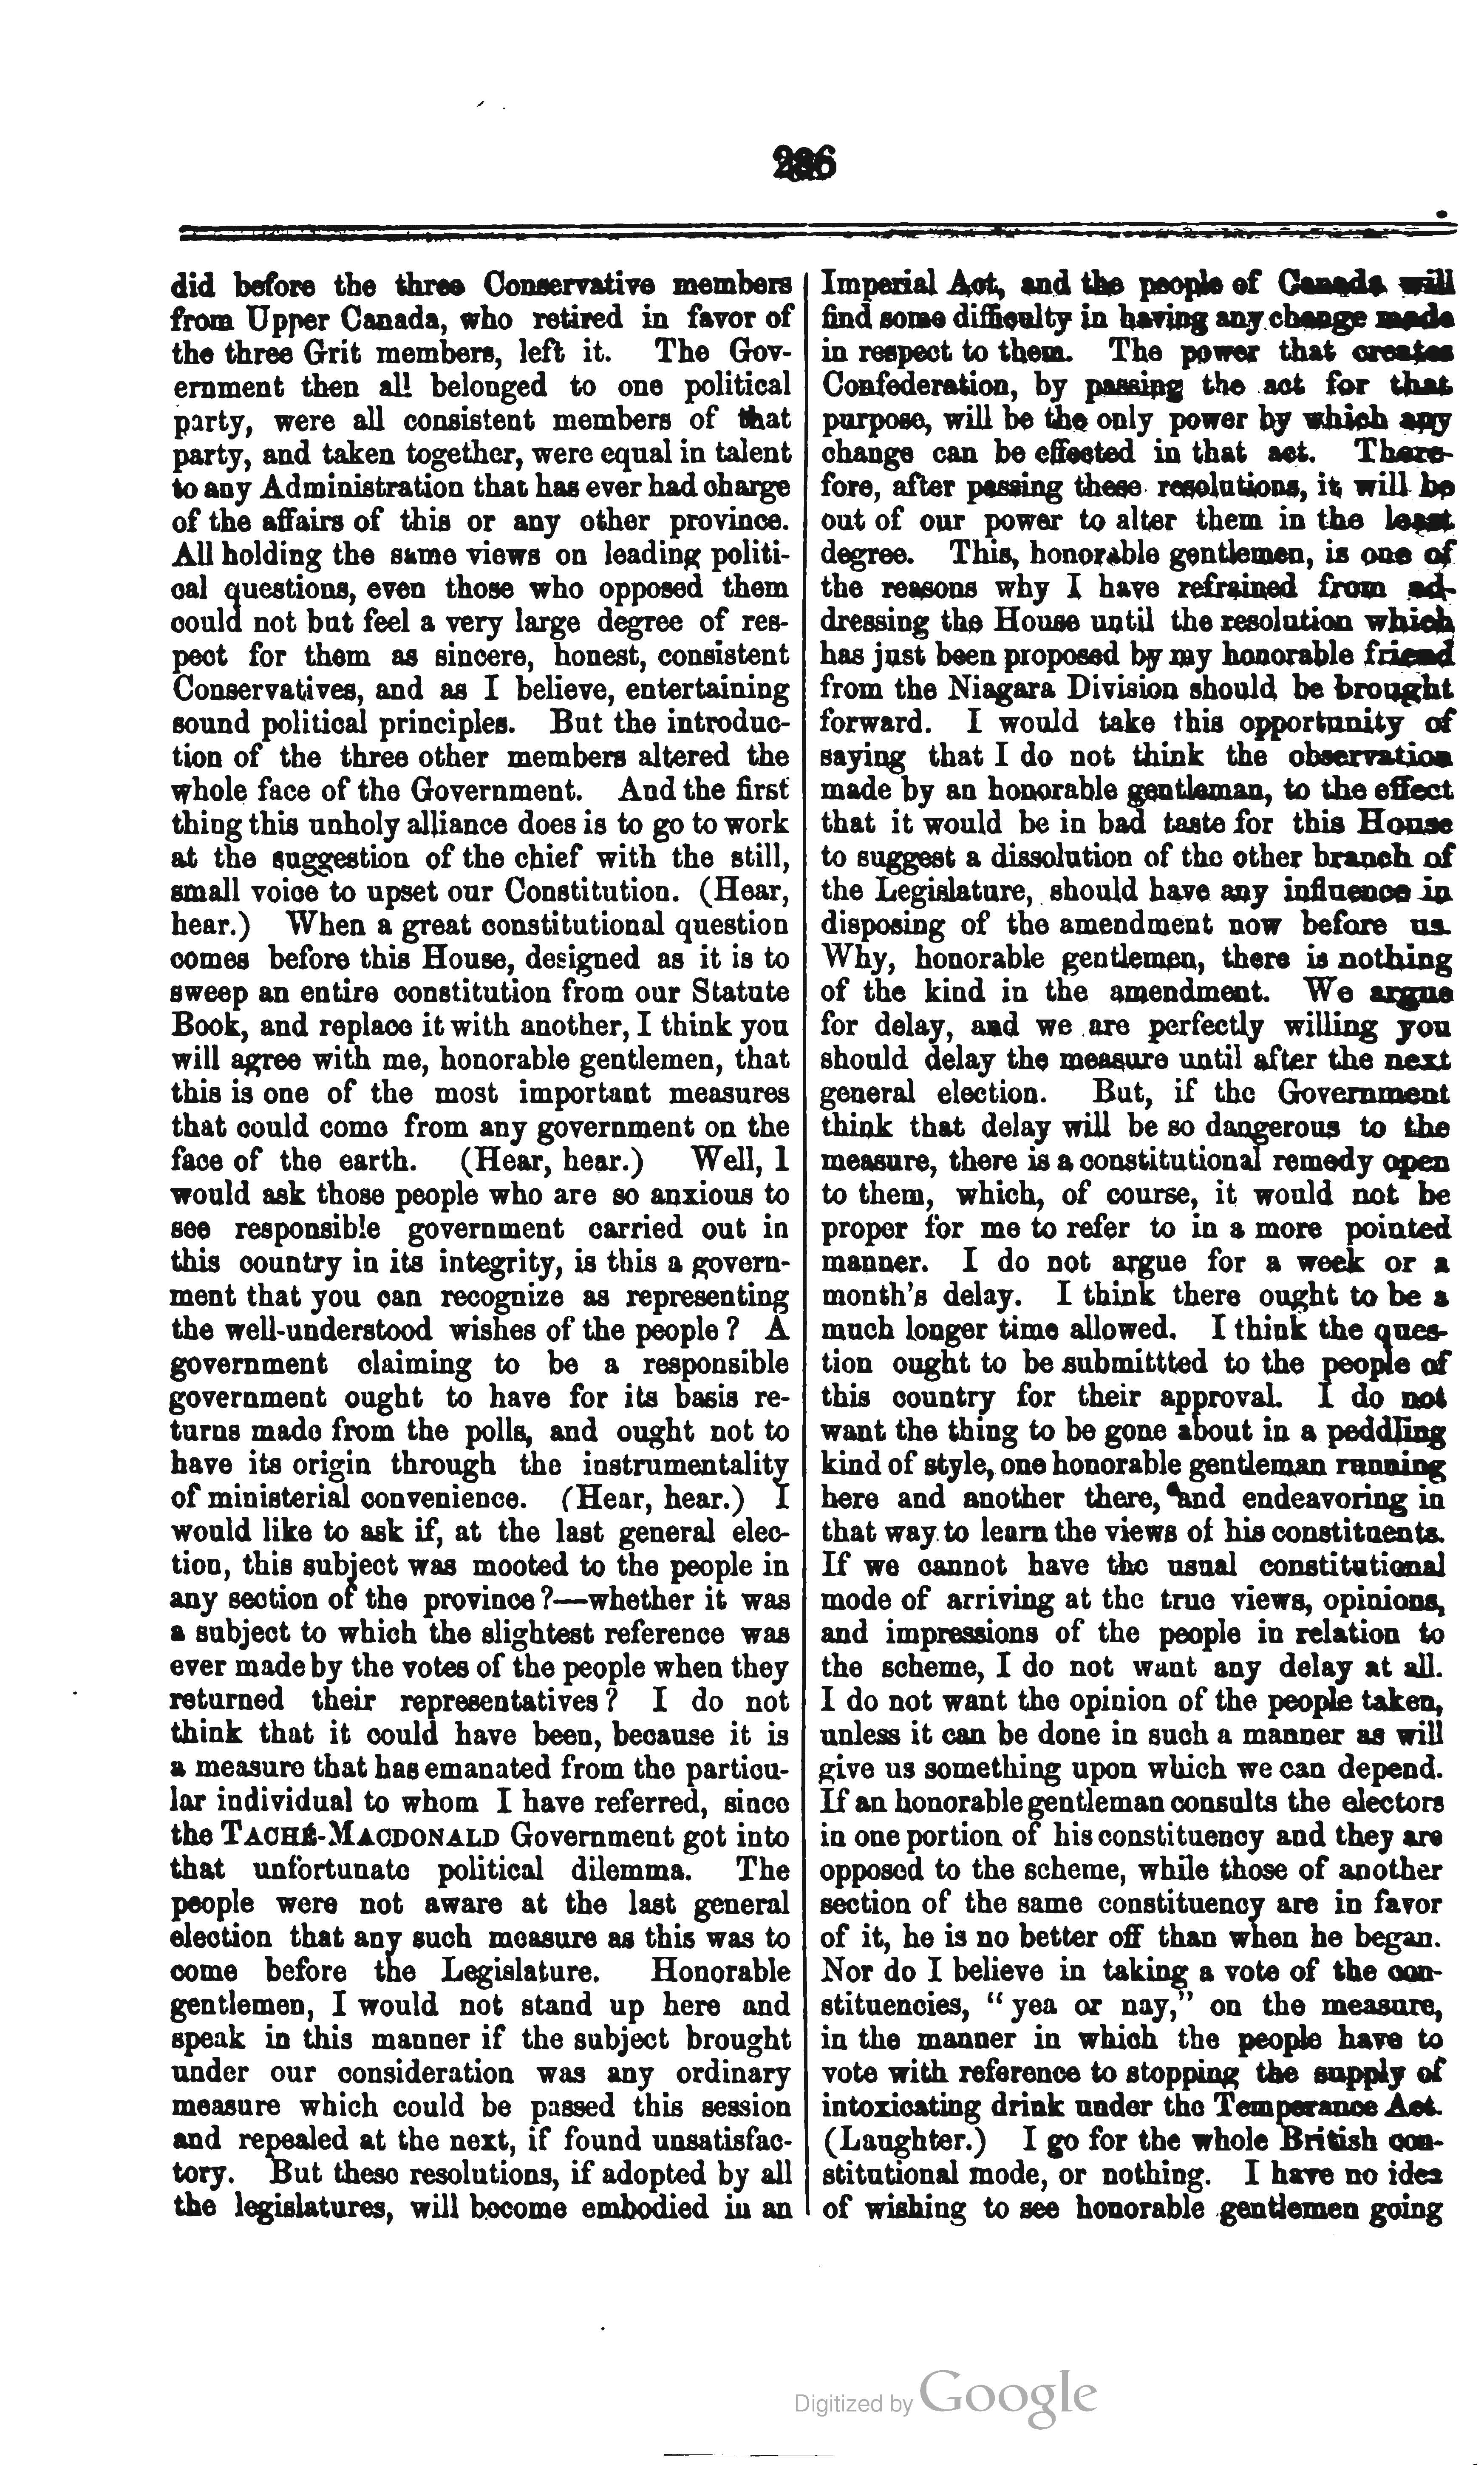 286
did before the three Conservative members
from Upper Canada, who retired in favor of
the three Grit members, left it. The Gov-
ernment then all belonged to one political
party, were all consistent members of that
party, and taken together, were equal in talent
to any Administration that has ever had charge
of the affairs of this or any other province.
All holding the same views on leading politi-
cal questions, even those who opposed them
could not but feel a very large degree of res-
pect for them as sincere, honest, consistent
Conservatives, and as I believe, entertaining
sound political principles. But the introduc-
tion of the three other members altered the
whole face of the Government. And the first
thing this unholy alliance does is to go to work
at the suggestion of the chief with the still,
small voice to upset our Constitution. (Hear,
hear.) When a great constitutional question
comes before this House, designed as it is to
sweep an entire constitution from our Statute
Book, and replace it with another, I think you
will agree with me, honorable gentlemen, that
this is one of the most important measures
that could come from any government on the
face of the earth. (Hear, hear.) Well, I
would ask those people who are so anxious to
see responsible government carried out in
this country in its integrity, is this a govern-
ment that you can recognize as representing
the well-understood wishes of the people? A
government claiming to be a responsible
government ought to have for its basis re-
turns made from the polls, and ought not to
have its origin through the instrumentality
of ministerial convenience. (Hear, hear.) I
would like to ask if, at the last general elec-
tion, this subject was mooted to the people in
any section of the province?—whether it was
a subject to which the slightest reference was
ever made by the votes of the people when they
returned their representatives? I do not
think that it could have been, because it is
a measure that has emanated from the particu-
lar individual to whom I have referred, since
the TACHÉ-MACDONALD Government got into
that unfortunate political dilemma. The
people were not aware at the last general
election that any such measure as this was to
come before the Legislature. Honorable
gentlemen, I would not stand up here and
speak in this manner if the subject brought
under our consideration was any ordinary
measure which could be passed this session
and repealed at the next, if found unsatisfac-
tory. But these resolutions, if adopted by all
the legislatures, will become embodied in an
Imperial Act, and the people of Canada will
find some difficulty in having any change made
in respect to them. The power that creates
Confederation, by passing the act for that
purpose, will be the only power by which any
change can be effected in that act. There-
fore, after passing these resolutions, it will be
out of our power to alter them in the least
degree. This, honorable gentlemen, is one of
the reasons why I have refrained from ad-
dressing the House until the resolution which
has just been proposed by my honorable friend
from the Niagara Division should be brought
forward. I would take this opportunity of
saying that I do not think the observation
made by an honorable gentleman, to the effect
that it would be in bad taste for this House
to suggest a dissolution of the other branch of
the Legislature, should have any influence in
disposing of the amendment now before us.
Why, honorable gentlemen, there is nothing
of the kind in the amendment. We argue
for delay, and we are perfectly willing you
should delay the measure until after the next
general election. But, if the Government
think that delay will be so dangerous to the
measure, there is a constitutional remedy open
to them, which, of course, it would not be
proper for me to refer to in a more pointed
manner. I do not argue for a week or a
month's delay. I think there ought to be a
much longer time allowed. I think the ques-
tion ought to be submittted to the people of
this country for their approval. I do not
want the thing to be gone about in a peddling
kind of style, one honorable gentleman running
here and another there, and endeavoring in
that way to learn the views of his constituents.
If we cannot have the usual constitutional
mode of arriving at the true views, opinions,
and impressions of the people in relation to
the scheme, I do not want any delay at all.
I do not want the opinion of the people taken,
unless it can be done in such a manner as will
give us something upon which we can depend.
If an honorable gentleman consults the electors
in one portion of his constituency and they are
opposed to the scheme, while those of another
section of the same constituency are in favor
of it, he is no better off than when he began.
Nor do I believe in taking a vote of the con-
stituencies, "yea or nay," on the measure,
in the manner in which the people have to
vote with reference to stopping the supply of
intoxicating drink under the Temperance Act.
(Laughter.) I go for the whole British con-
stitutional mode, or nothing. I have no idea
of wishing to see honorable gentlemen going
Digitized by Google